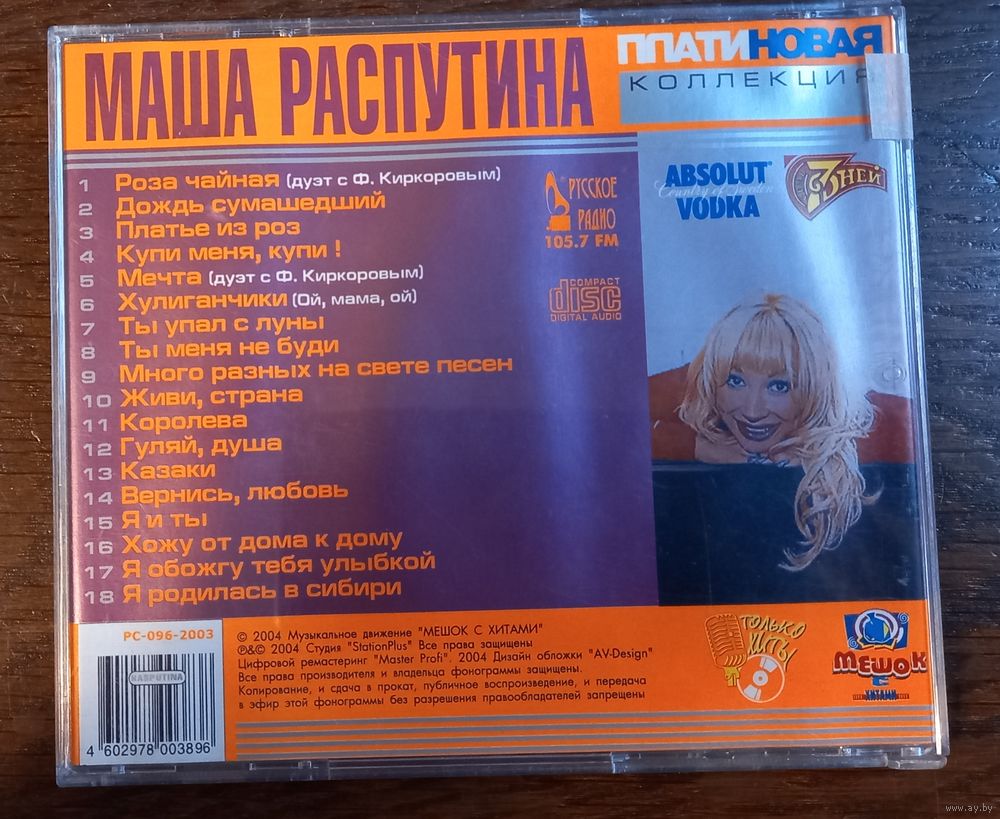 МАША РАСПУТИНА
ПЛАТИНОВАЯ
КОЛЛЕКЦИЯ
1 Роза чайная (дуэт с Ф. Киркоровым)
2 Дождь сумашедший
3 Платье из роз
4 Купи меня, купи !
5 Мечта (дуэт с Ф. Киркоровым)
6 Хулиганчики (Ой, мама, ой)
7 Ты упал с луны
8 Ты меня не буди
9 Много разных на свете песен
10 Живи, страна
11 Королева
12 Гуляй, душа
13 Казаки
14 Вернись, любовь
15 Я и ты
16 Хожу от дома к дому
17 Я обожгу тебя улыбкой
18 Я родилась в сибири
РУССКОЕ
РАДИО
105.7 FM
COMPACT
disc
DIGITAL AUDIO
ABSOLUT
Country of Sweden
VODKA
7 ДНЕЙ
PC-096-2003
RASPUTINA
4 602978 003896
© 2004 Музыкальное движение "МЕШОК С ХИТАМИ"
P&© 2004 Студия "StationPlus" Все права защищены
Цифровой ремастеринг "Master Profi". 2004 Дизайн обложки "AV-Design"
Все права производителя и владельца фонограммы защищены.
Копирование, и сдача в прокат, публичное воспроизведение, и передача
в эфир этой фонограммы без разрешения правообладателей запрещены
ТОЛЬКО
ХИТЫ
МЕШОК
С
ХИТАМИ
www.ay.by